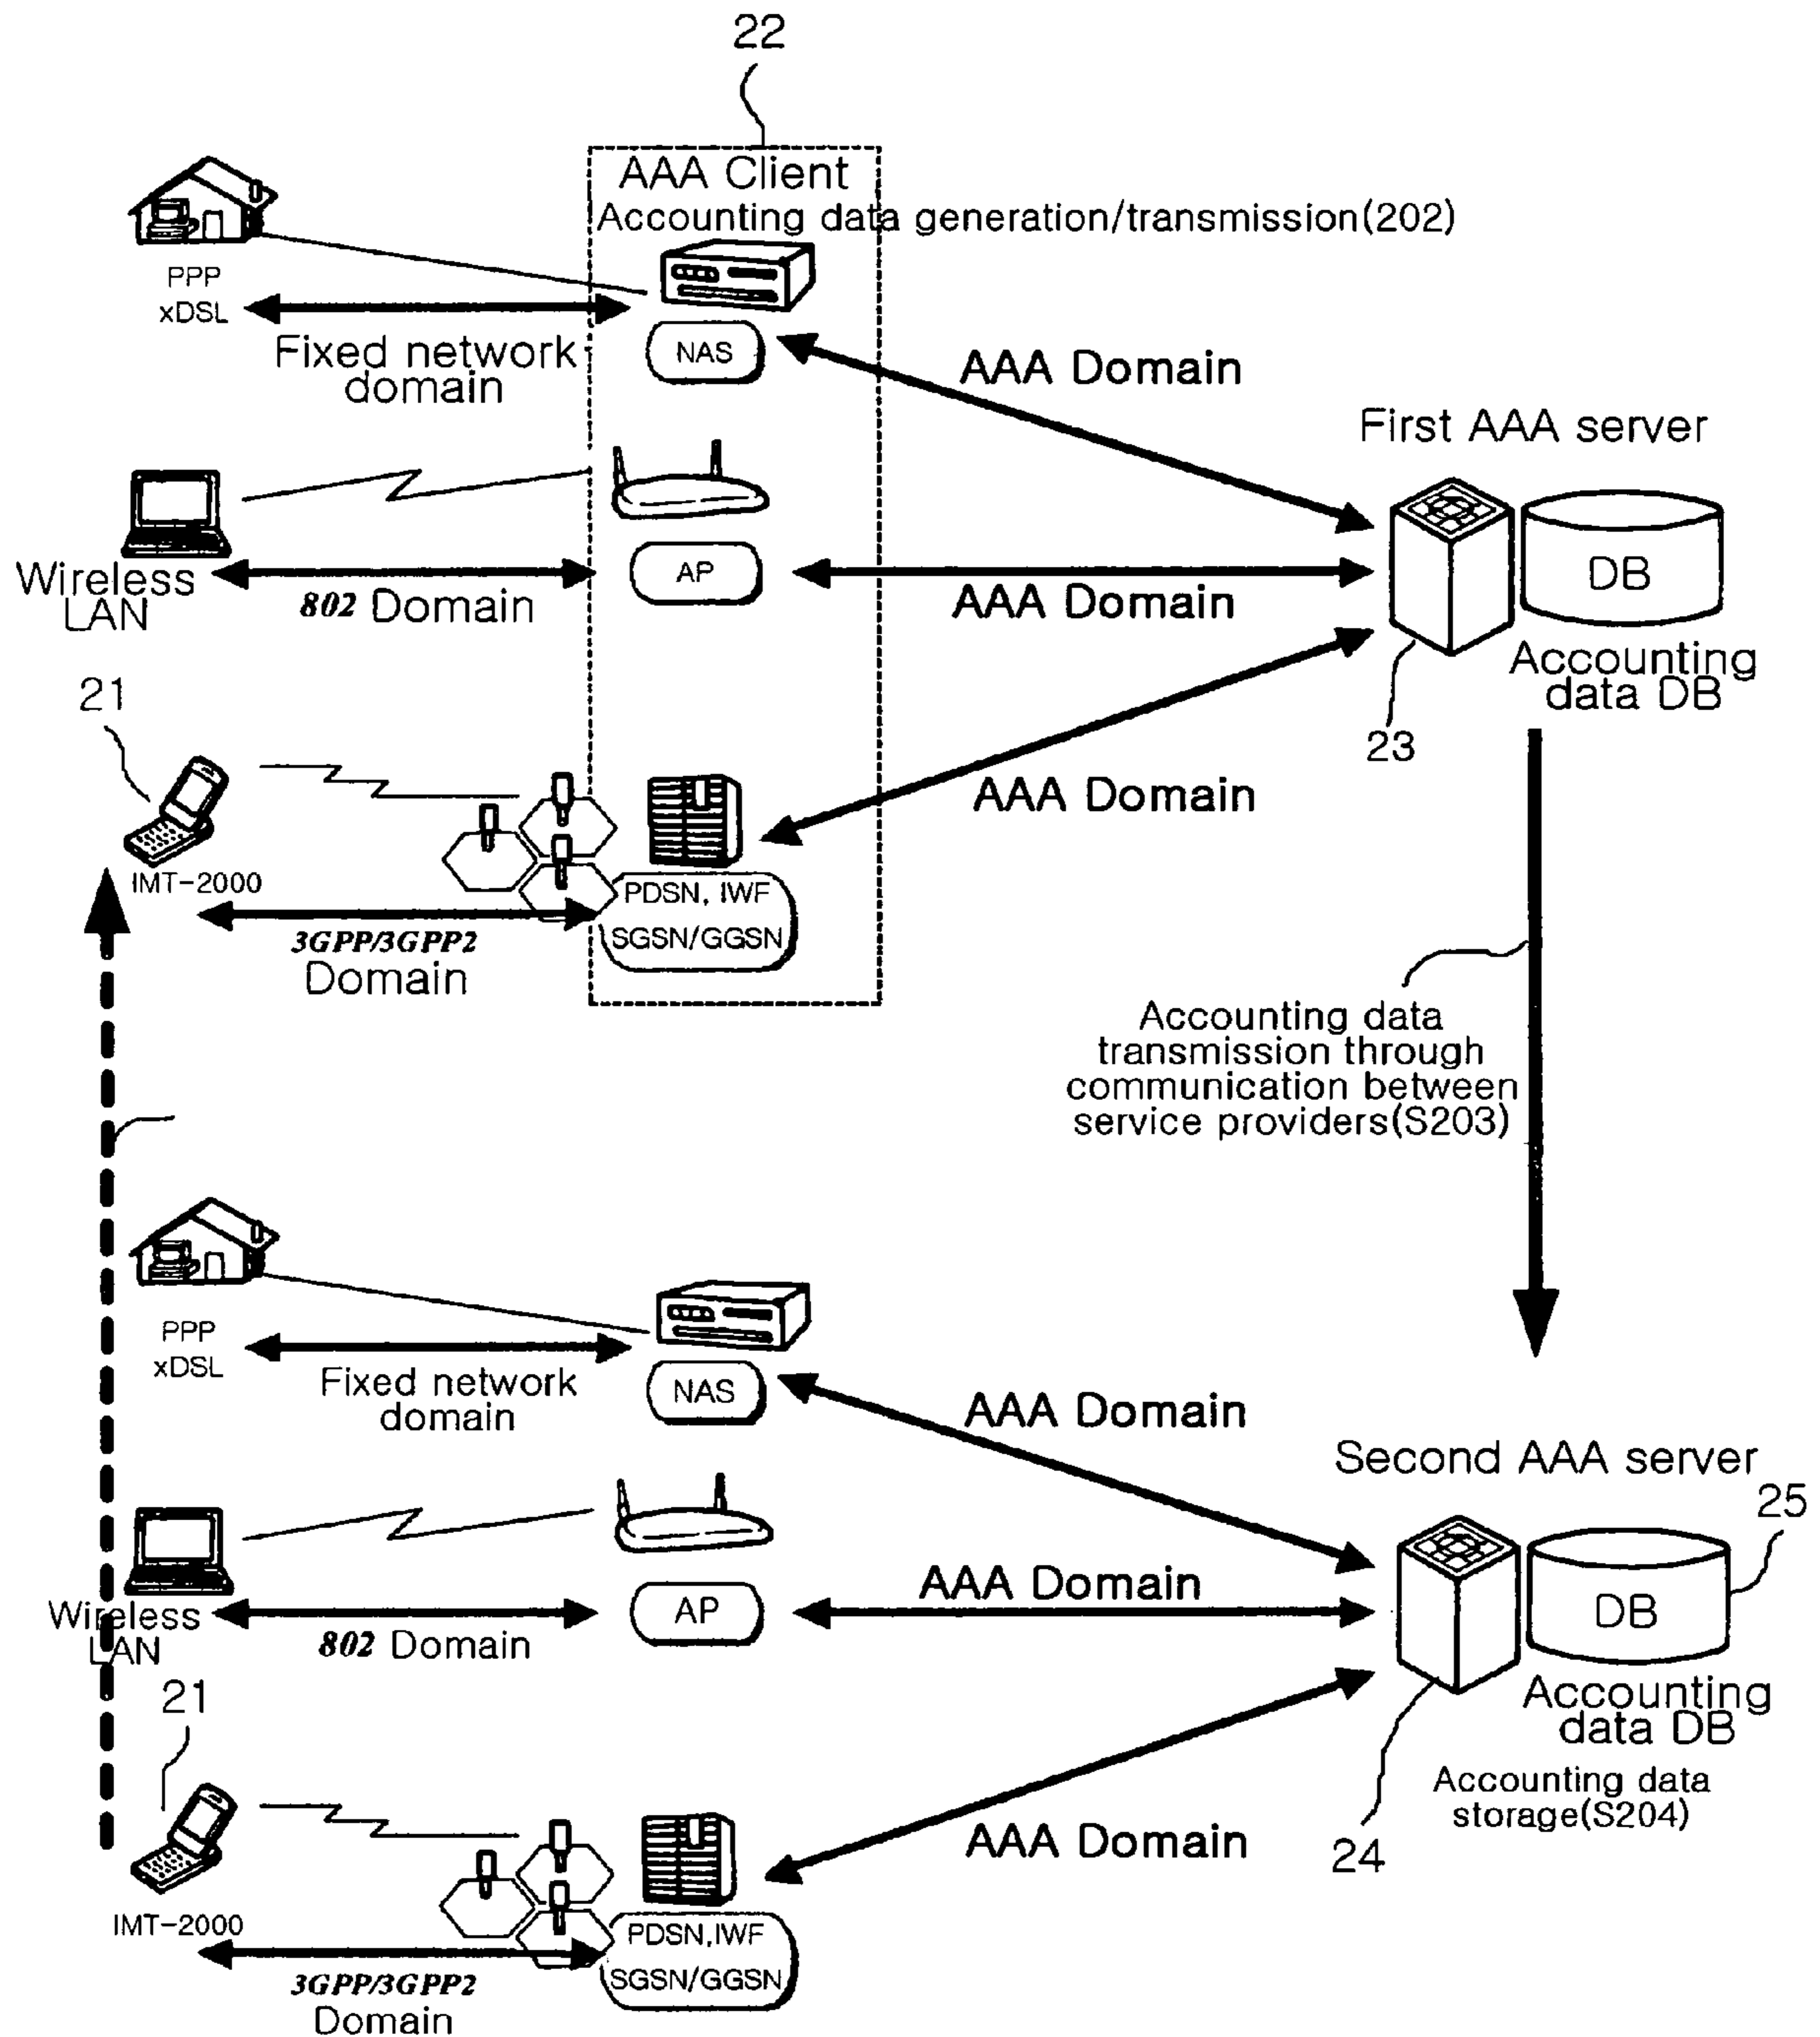 22
AAA Client
Accounting data generation/transmission(202)
PPP
xDSL
Fixed network
domain
NAS
AAA Domain
First AAA server
Wireless
LAN
802 Domain
AP
AAA Domain
DB
Accounting
data DB
23
21
IMT-2000
3GPP/3GPP2
Domain
PDSN, IWF
SGSN/GGSN
AAA Domain
Accounting data
transmission through
communication between
service providers(S203)
PPP
xDSL
Fixed network
domain
NAS
AAA Domain
Second AAA server
25
Wireless
LAN
802 Domain
AP
AAA Domain
DB
Accounting
data DB
Accounting data
storage(S204)
24
21
IMT-2000
3GPP/3GPP2
Domain
PDSN,IWF
SGSN/GGSN
AAA Domain